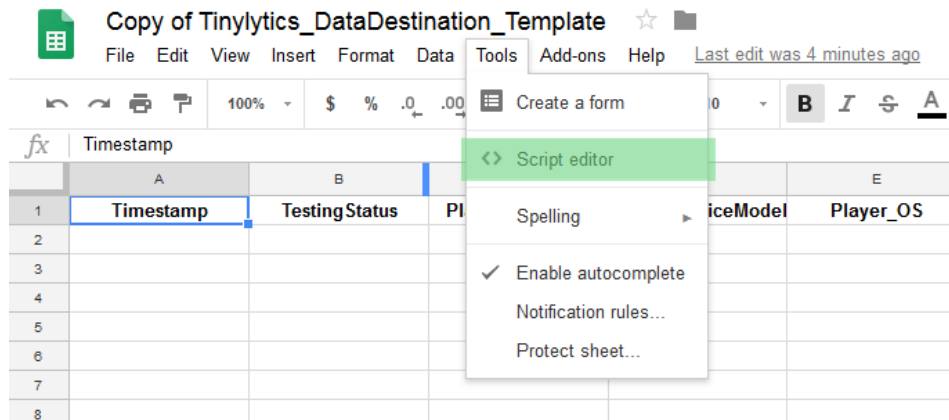 Copy of Tinylytics_DataDestination_Template
File Edit View Insert Format Data Tools Add-ons Help Last edit was 4 minutes ago
100% $ % .0 .00 B I S A
fx Timestamp
A B E
1 Timestamp TestingStatus Player_OS
2
3
4
5
6
7
8
Create a form
Script editor
Spelling
Enable autocomplete
Notification rules...
Protect sheet...